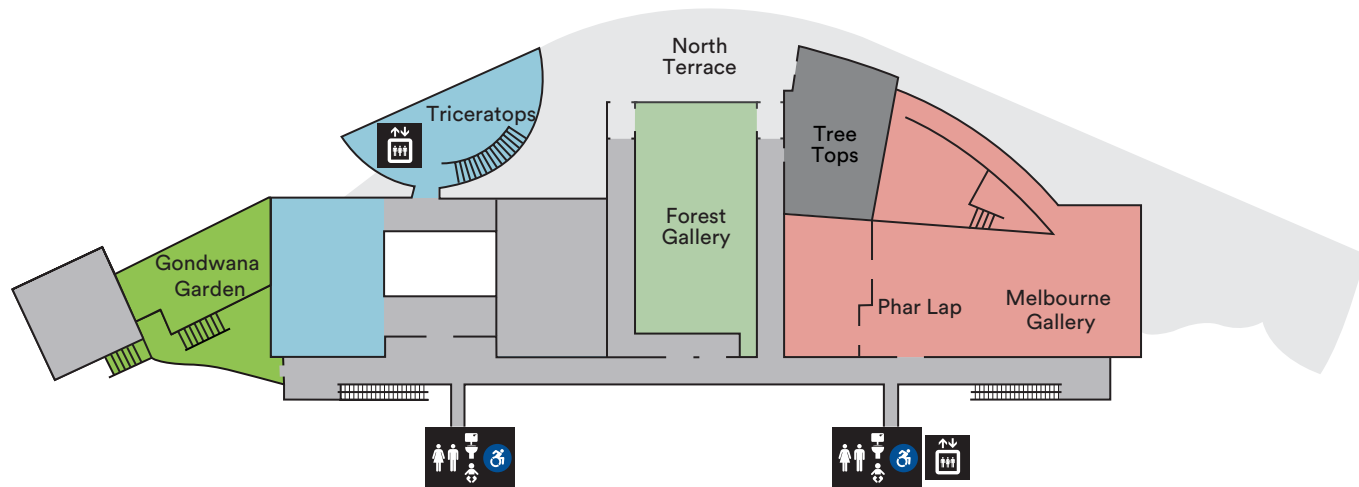 North
Terrace
Triceratops
Tree
Tops
Forest
Gallery
Gondwana
Garden
Phar Lap
Melbourne
Gallery